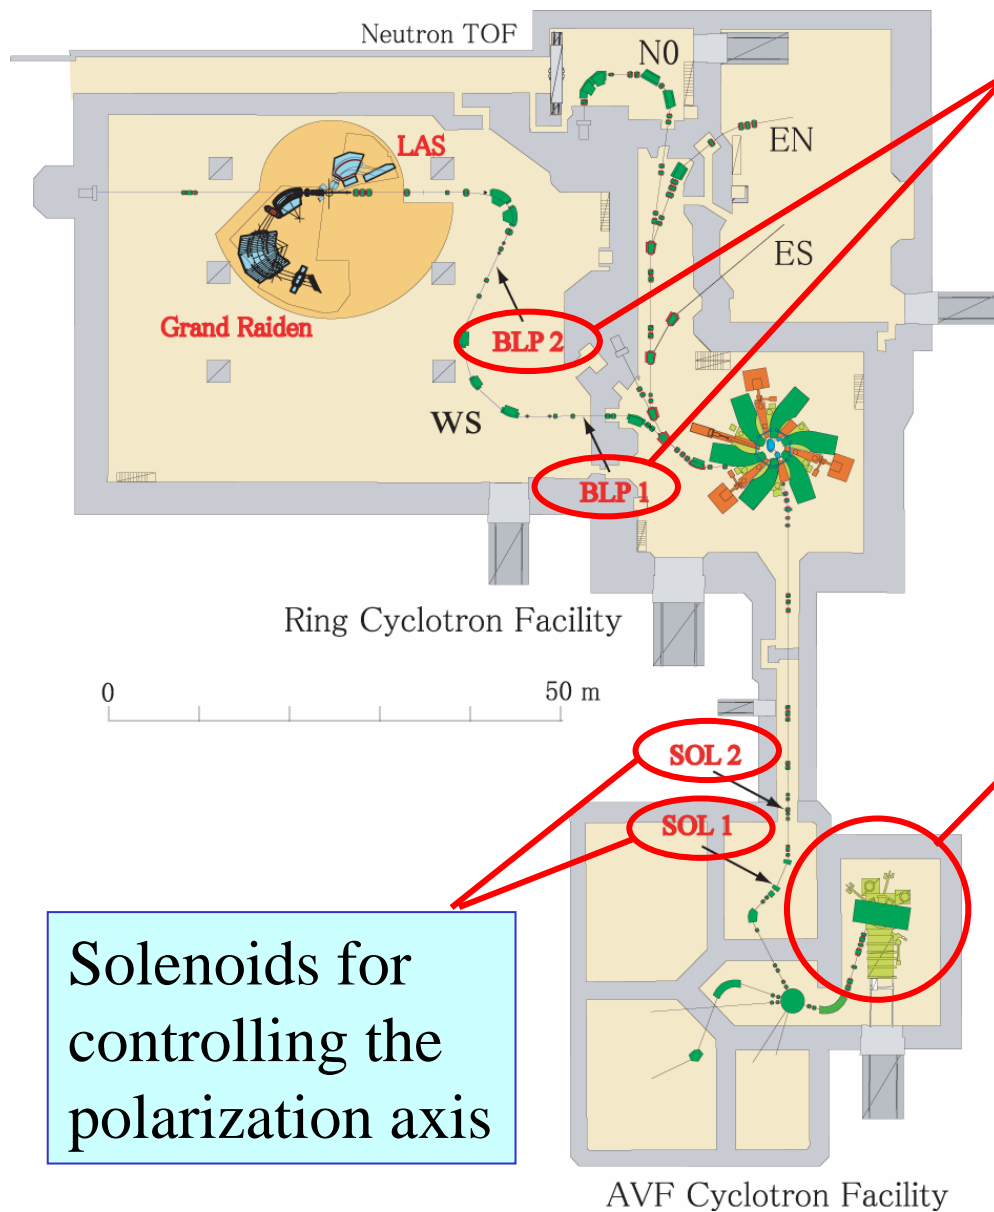 Neutron TOF
N0
EN
LAS
ES
Grand Raiden
BLP 2
WS
BLP 1
Ring Cyclotron Facility
0
50 m
SOL 2
SOL 1
Solenoids for
controlling the
polarization axis
AVF Cyclotron Facility